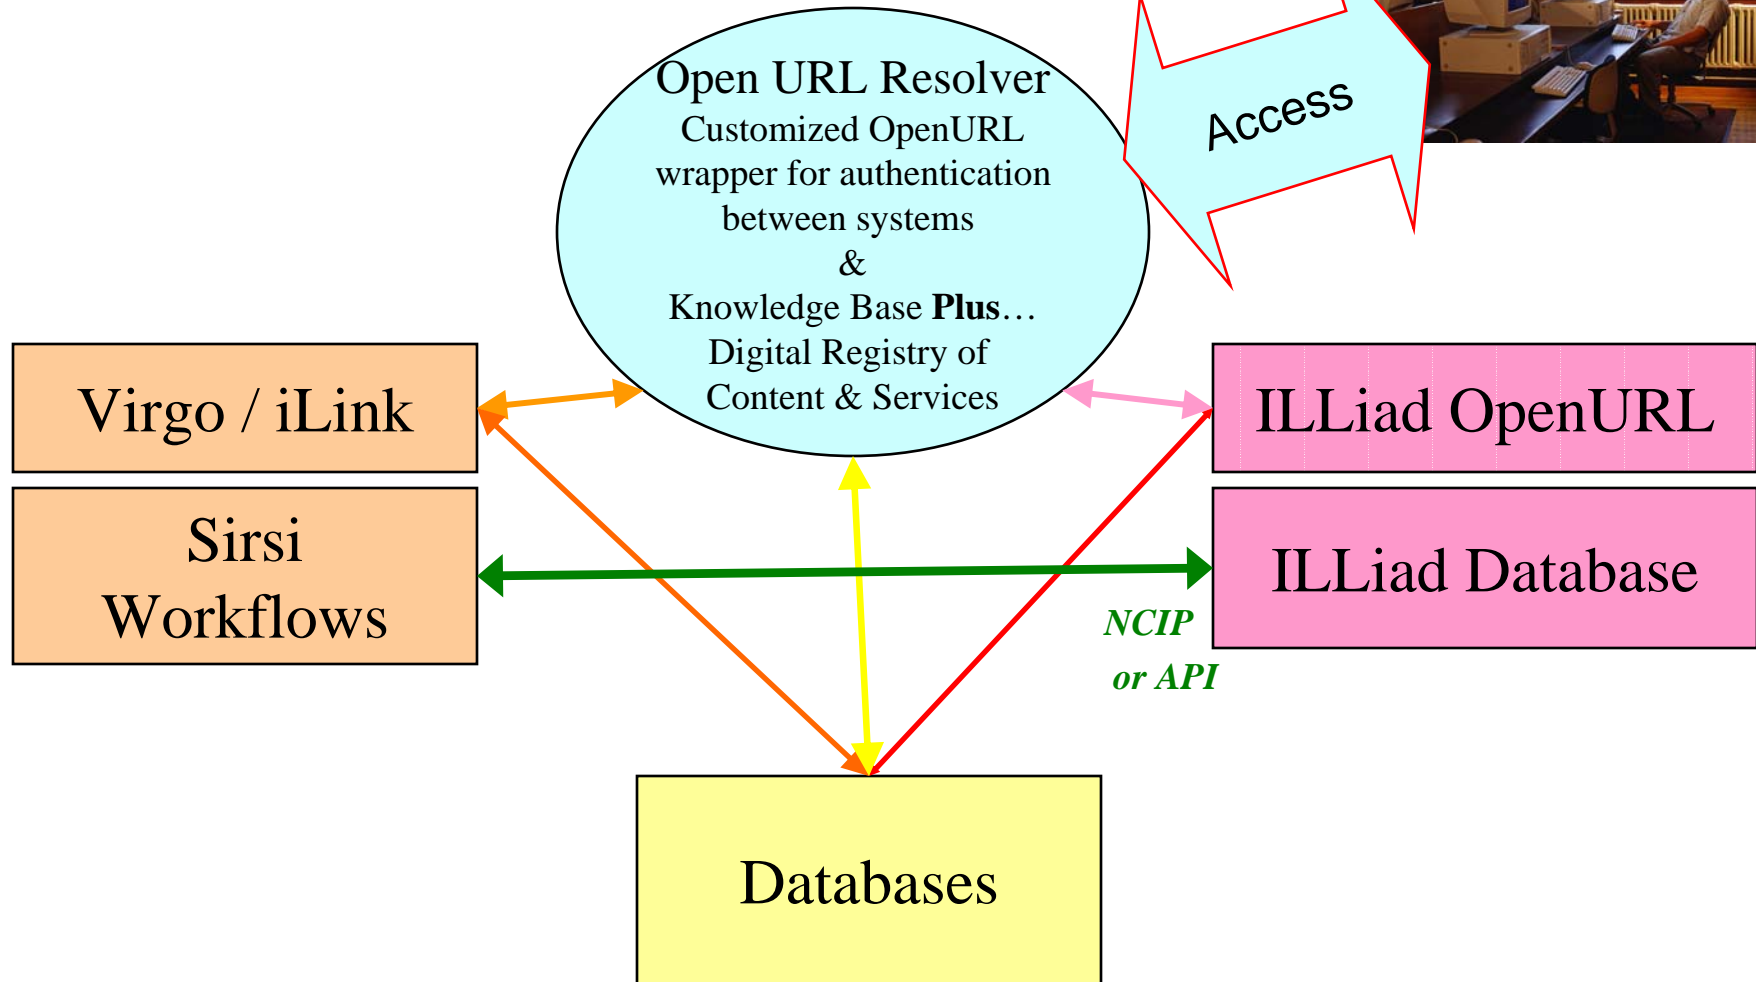 Open URL Resolver
Customized OpenURL
wrapper for authentication
between systems
&
Knowledge Base Plus…
Digital Registry of
Content & Services
Access
Virgo / iLink
Sirsi
Workflows
ILLiad OpenURL
ILLiad Database
NCIP
or API
Databases